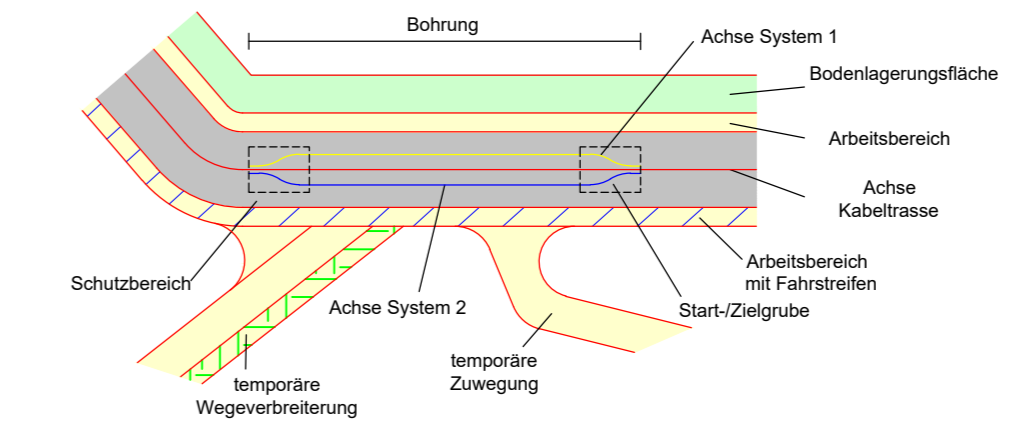 Bohrung
Achse System 1
Bodenlagerungsfläche
Arbeitsbereich
Achse
Kabeltrasse
Arbeitsbereich
mit Fahrstreifen
Schutzbereich
Achse System 2
Start-/Zielgrube
temporäre
Zuwegung
temporäre
Wegeverbreiterung